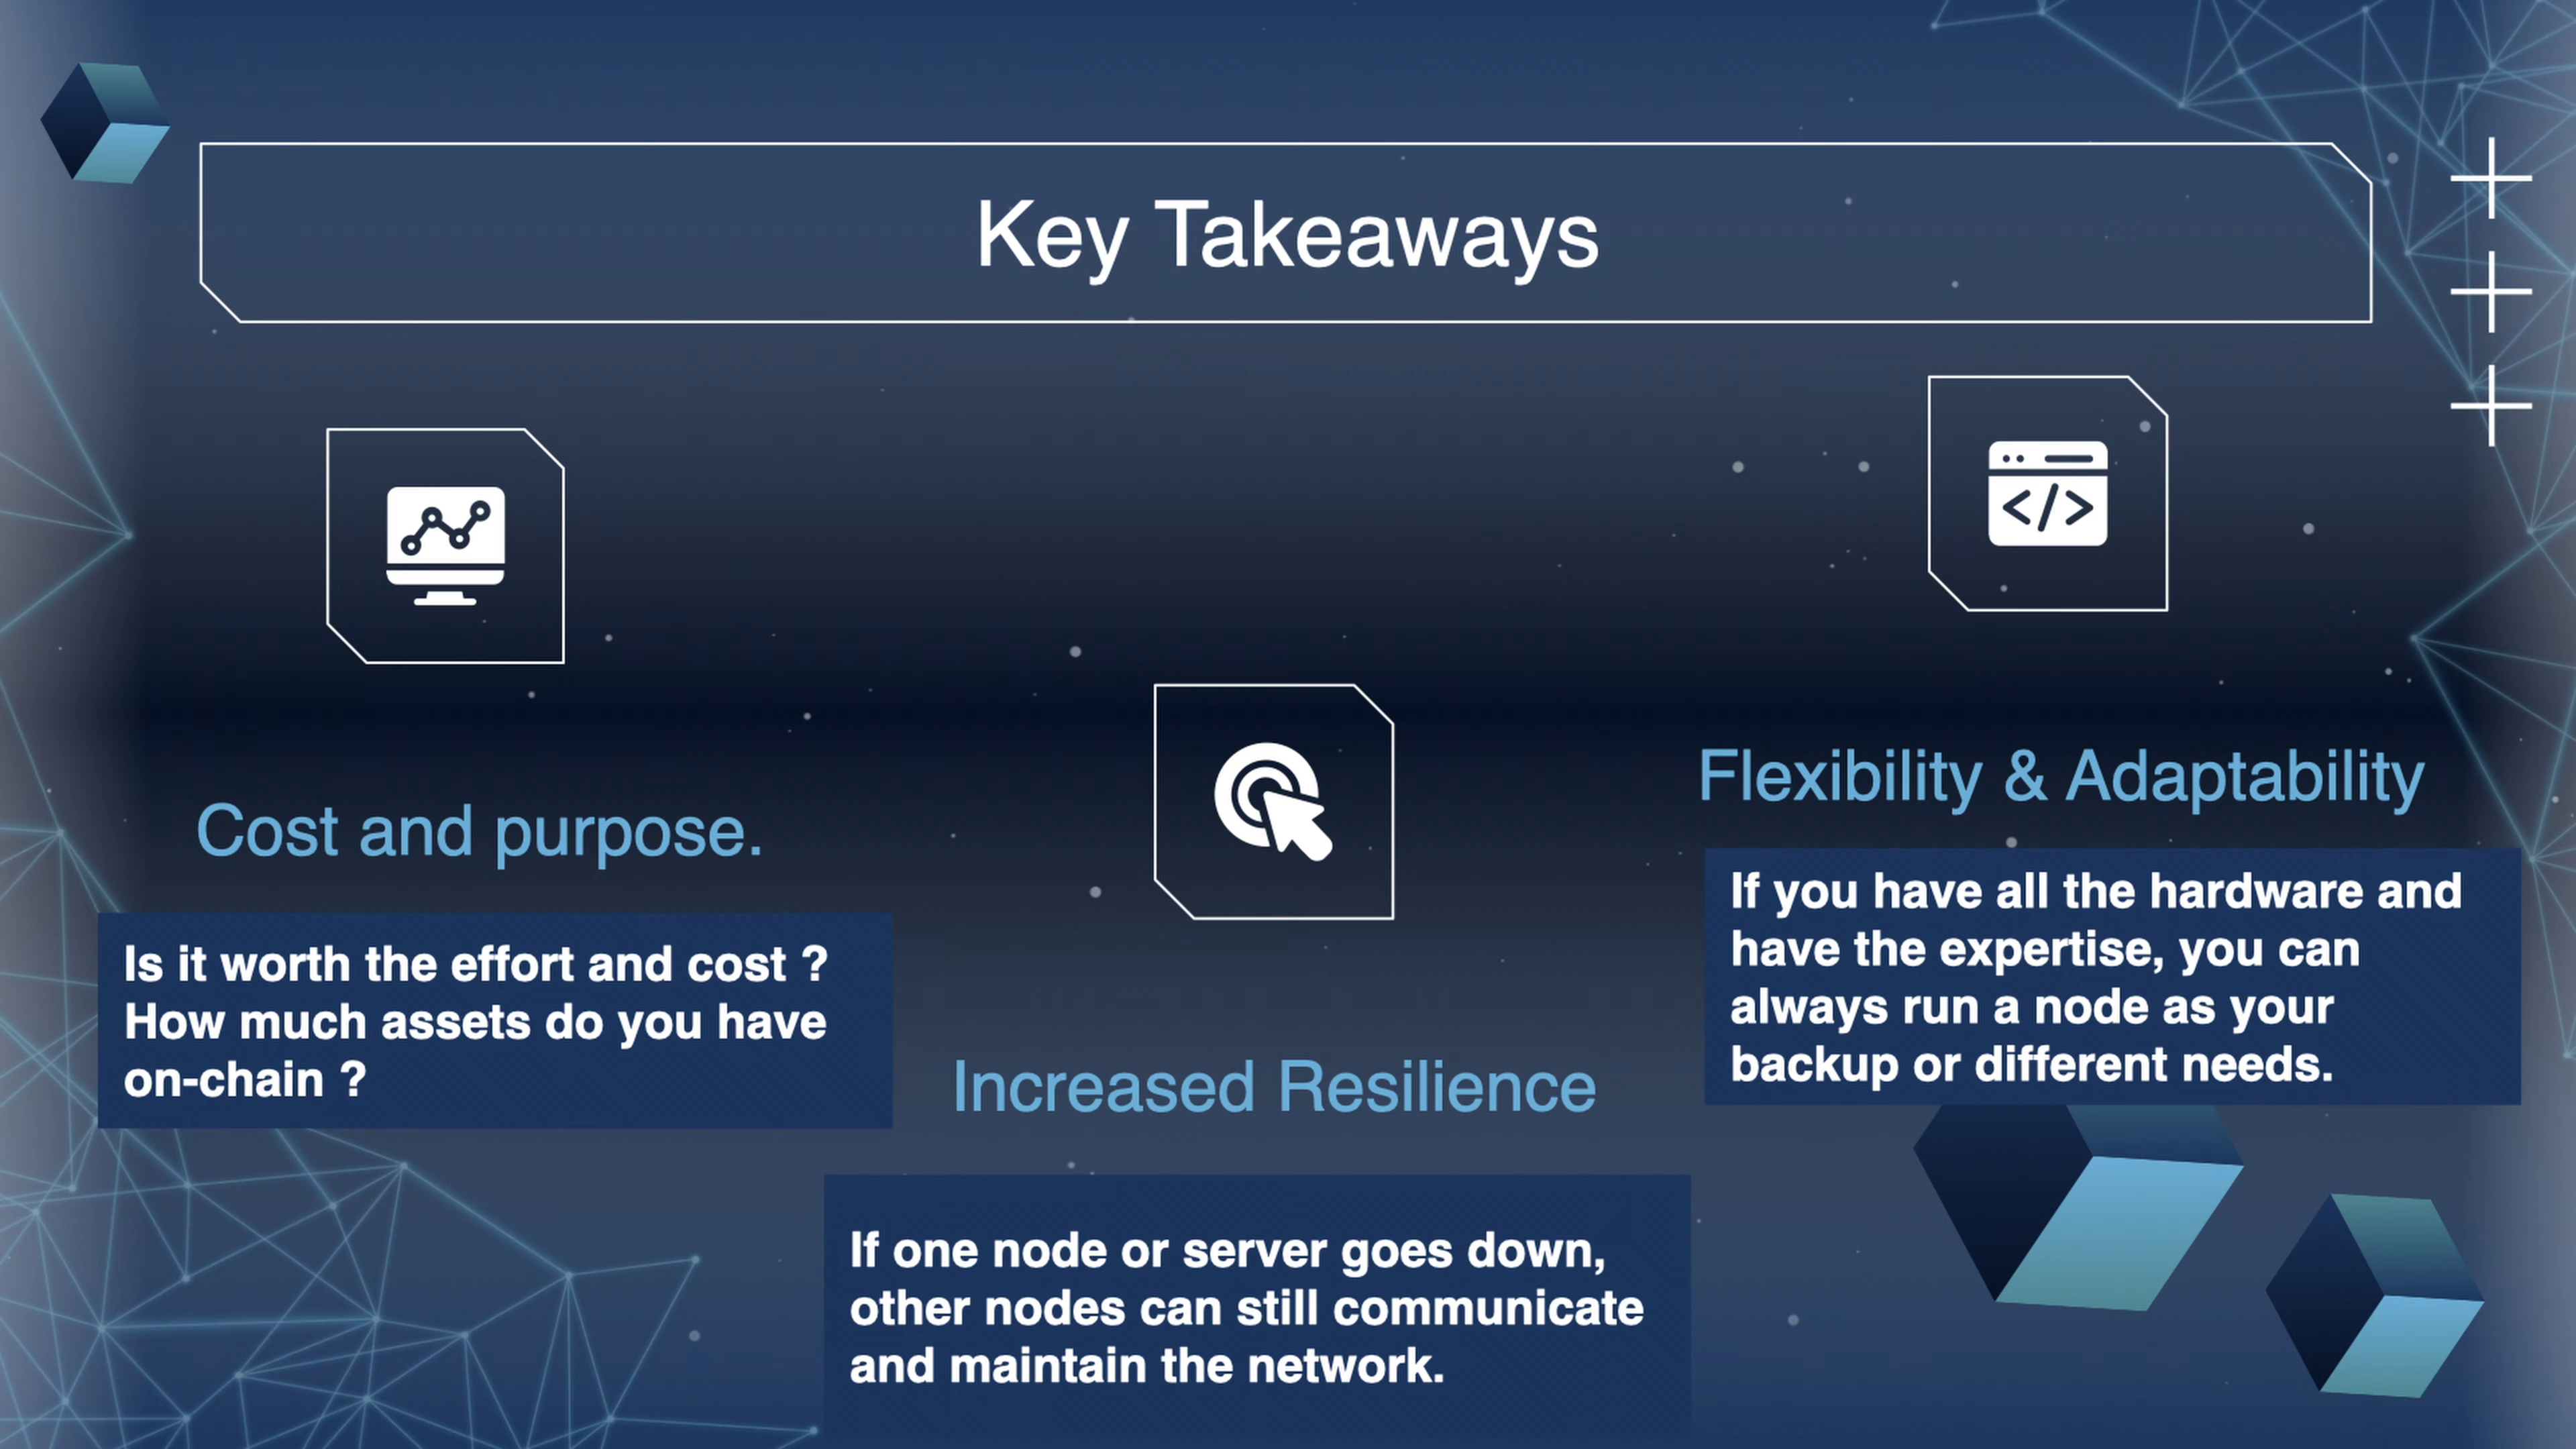 Key Takeaways
Cost and purpose.
Is it worth the effort and cost ?
How much assets do you have
on-chain ?
Increased Resilience
If one node or server goes down,
other nodes can still communicate
and maintain the network.
Flexibility & Adaptability
If you have all the hardware and
have the expertise, you can
always run a node as your
backup or different needs.